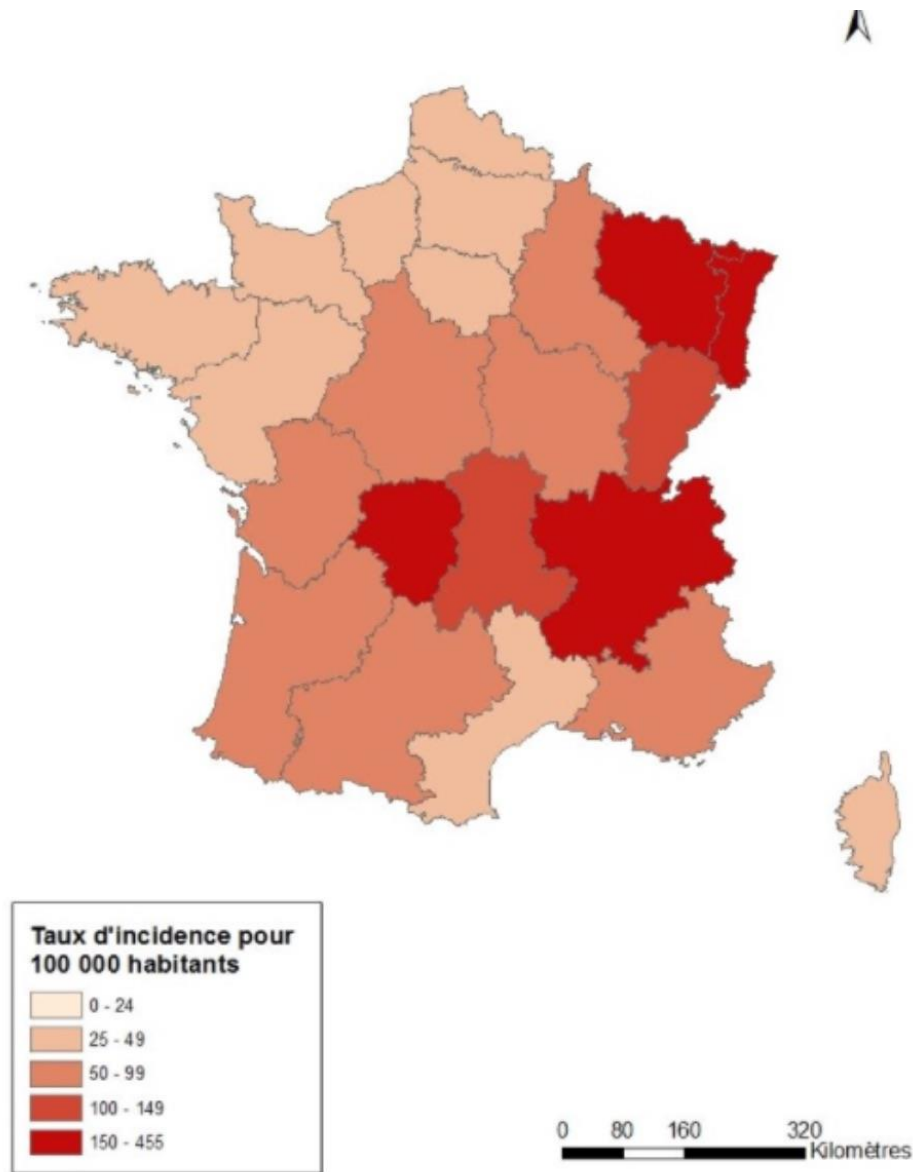 Taux d'incidence pour
100 000 habitants
0 - 24
25 - 49
50 - 99
100 - 149
150 - 455
0 80 160 320
Kilomètres